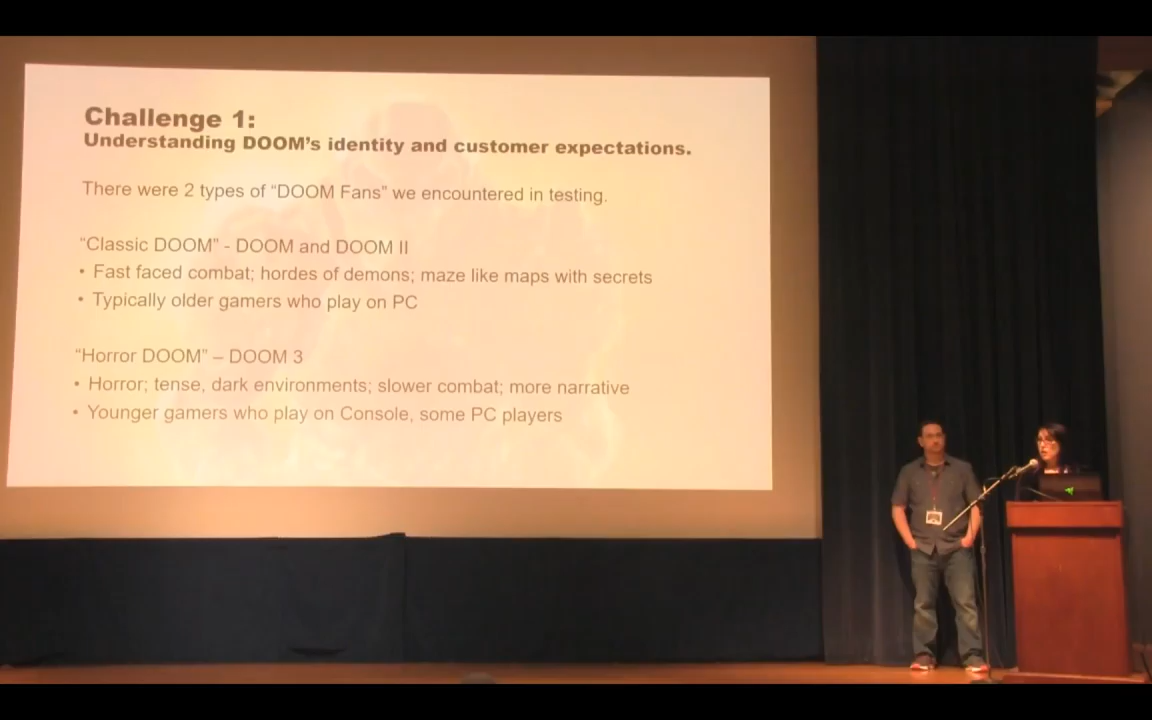 Challenge 1:
Understanding DOOM's identity and customer expectations.
There were 2 types of “DOOM Fans” we encountered in testing.
“Classic DOOM” - DOOM and DOOM II
• Fast faced combat; hordes of demons; maze like maps with secrets
• Typically older gamers who play on PC
“Horror DOOM” – DOOM 3
• Horror; tense, dark environments; slower combat; more narrative
• Younger gamers who play on Console, some PC players